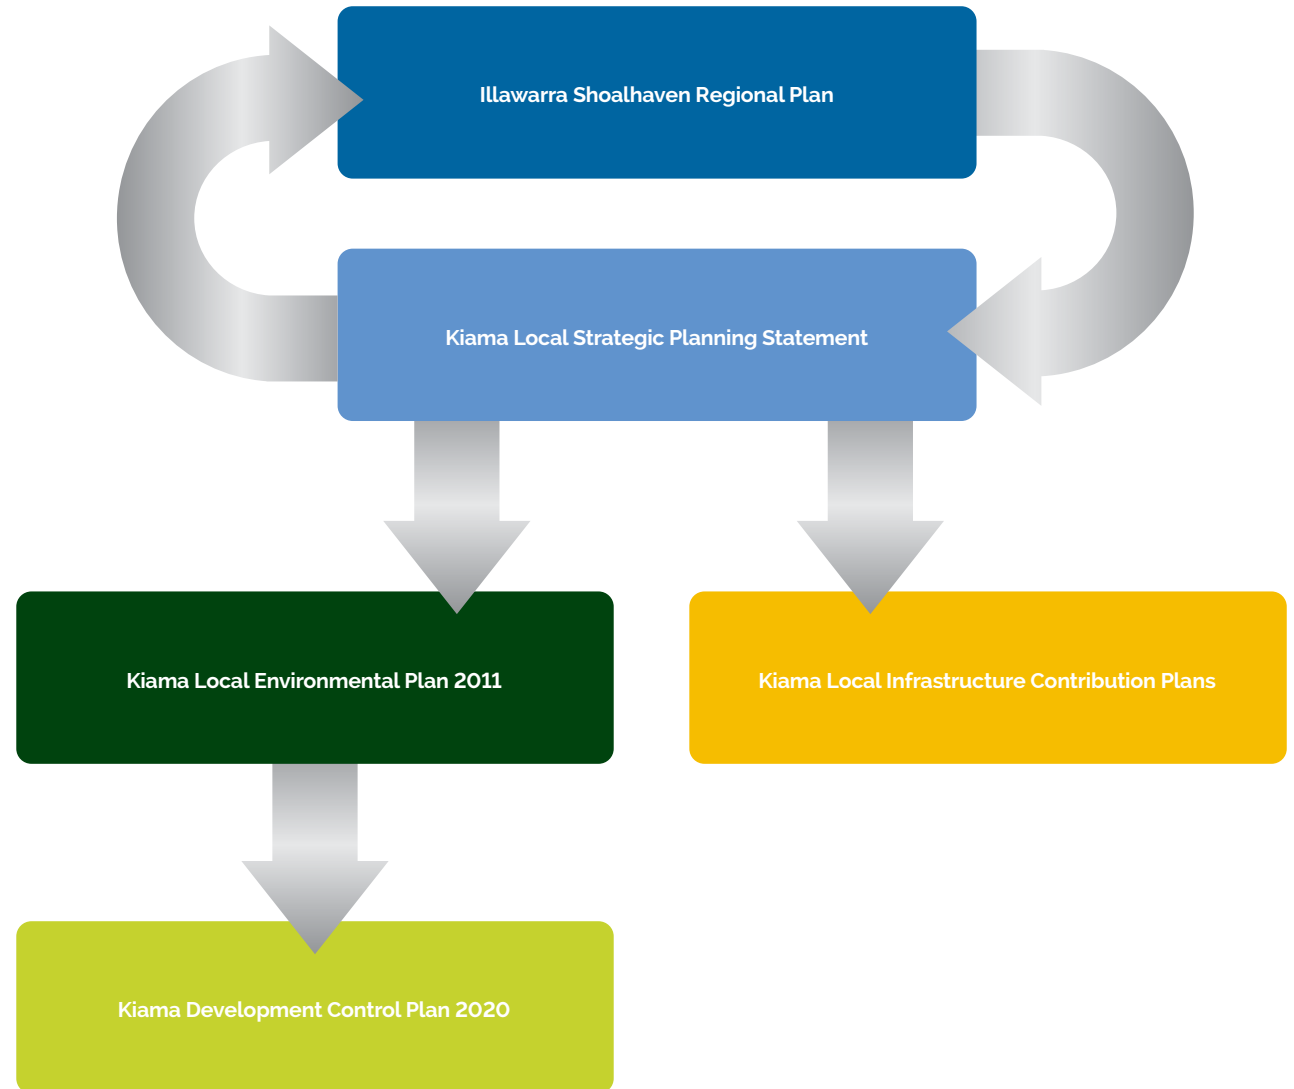 Illawarra Shoalhaven Regional Plan
Kiama Local Strategic Planning Statement
Kiama Local Environmental Plan 2011
Kiama Local Infrastructure Contribution Plans
Kiama Development Control Plan 2020